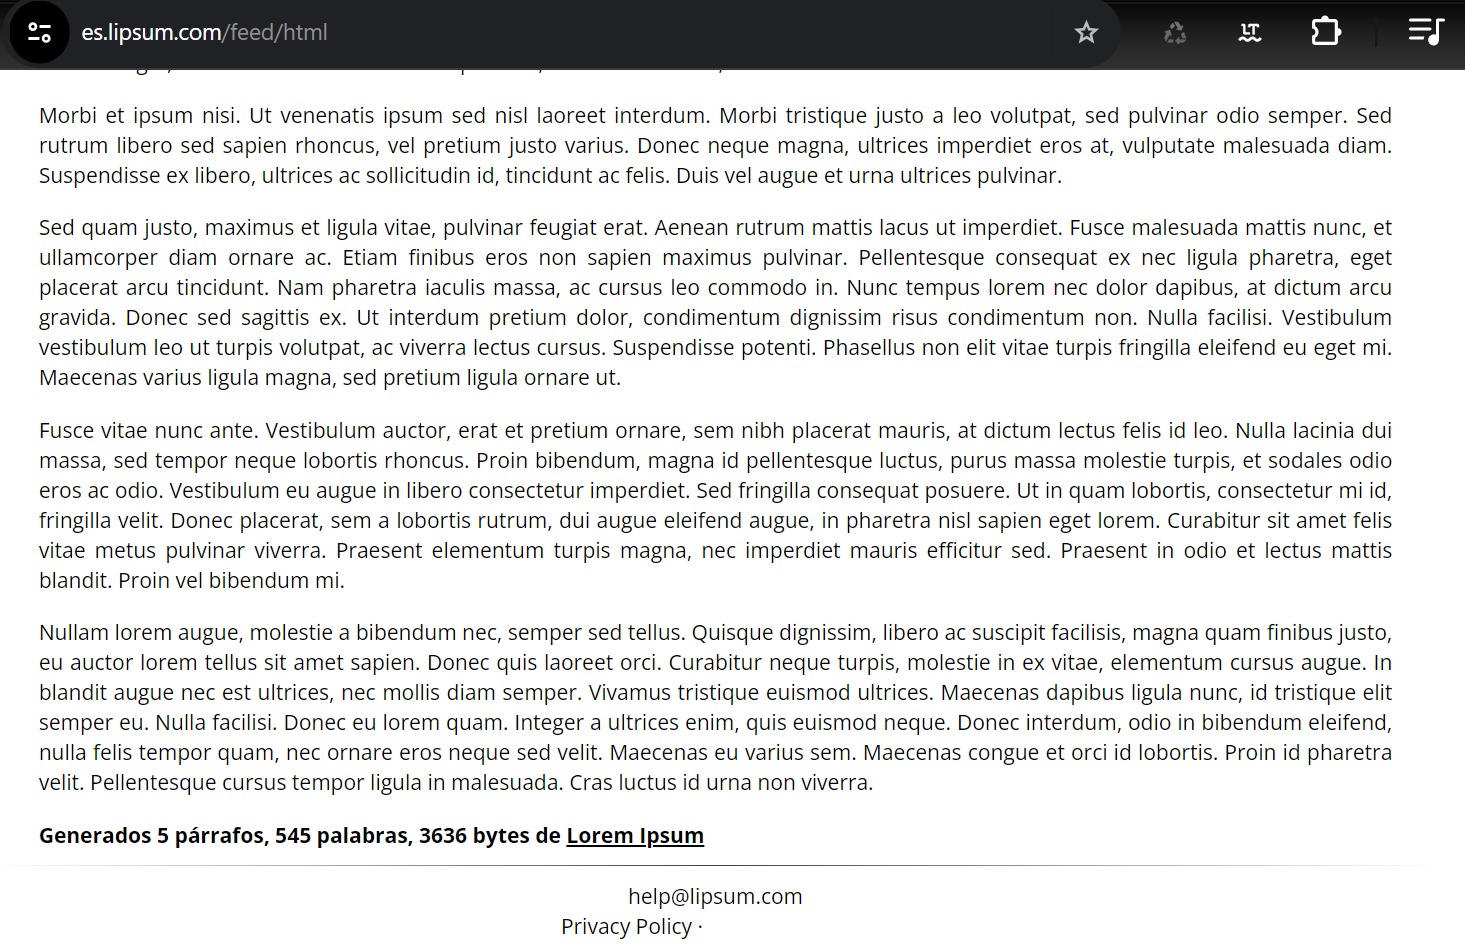 es.lipsum.com/feed/html
LT
Morbi et ipsum nisi. Ut venenatis ipsum sed nisl laoreet interdum. Morbi tristique justo a leo volutpat, sed pulvinar odio semper. Sed
rutrum libero sed sapien rhoncus, vel pretium justo varius. Donec neque magna, ultrices imperdiet eros at, vulputate malesuada diam.
Suspendisse ex libero, ultrices ac sollicitudin id, tincidunt ac felis. Duis vel augue et urna ultrices pulvinar.
Sed quam justo, maximus et ligula vitae, pulvinar feugiat erat. Aenean rutrum mattis lacus ut imperdiet. Fusce malesuada mattis nunc, et
ullamcorper diam ornare ac. Etiam finibus eros non sapien maximus pulvinar. Pellentesque consequat ex nec ligula pharetra, eget
placerat arcu tincidunt. Nam pharetra iaculis massa, ac cursus leo commodo in. Nunc tempus lorem nec dolor dapibus, at dictum arcu
gravida. Donec sed sagittis ex. Ut interdum pretium dolor, condimentum dignissim risus condimentum non. Nulla facilisi. Vestibulum
vestibulum leo ut turpis volutpat, ac viverra lectus cursus. Suspendisse potenti. Phasellus non elit vitae turpis fringilla eleifend eu eget mi.
Maecenas varius ligula magna, sed pretium ligula ornare ut.
Fusce vitae nunc ante. Vestibulum auctor, erat et pretium ornare, sem nibh placerat mauris, at dictum lectus felis id leo. Nulla lacinia dui
massa, sed tempor neque lobortis rhoncus. Proin bibendum, magna id pellentesque luctus, purus massa molestie turpis, et sodales odio
eros ac odio. Vestibulum eu augue in libero consectetur imperdiet. Sed fringilla consequat posuere. Ut in quam lobortis, consectetur mi id,
fringilla velit. Donec placerat, sem a lobortis rutrum, dui augue eleifend augue, in pharetra nisl sapien eget lorem. Curabitur sit amet felis
vitae metus pulvinar viverra. Praesent elementum turpis magna, nec imperdiet mauris efficitur sed. Praesent in odio et lectus mattis
blandit. Proin vel bibendum mi.
Nullam lorem augue, molestie a bibendum nec, semper sed tellus. Quisque dignissim, libero ac suscipit facilisis, magna quam finibus justo,
eu auctor lorem tellus sit amet sapien. Donec quis laoreet orci. Curabitur neque turpis, molestie in ex vitae, elementum cursus augue. In
blandit augue nec est ultrices, nec mollis diam semper. Vivamus tristique euismod ultrices. Maecenas dapibus ligula nunc, id tristique elit
semper eu. Nulla facilisi. Donec eu lorem quam. Integer a ultrices enim, quis euismod neque. Donec interdum, odio in bibendum eleifend,
nulla felis tempor quam, nec ornare eros neque sed velit. Maecenas eu varius sem. Maecenas congue et orci id lobortis. Proin id pharetra
velit. Pellentesque cursus tempor ligula in malesuada. Cras luctus id urna non viverra.
Generados 5 párrafos, 545 palabras, 3636 bytes de Lorem Ipsum
help@lipsum.com
Privacy Policy ·